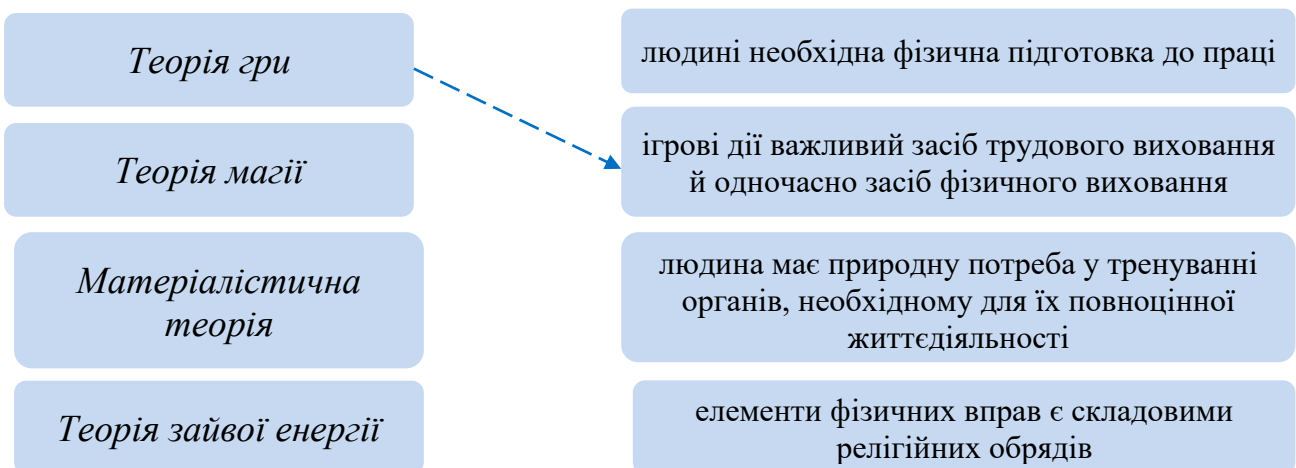 Теорія гри
людині необхідна фізична підготовка до праці
Теорія магії
ігрові дії важливий засіб трудового виховання
й одночасно засіб фізичного виховання
Матеріалістична
теорія
людина має природну потреба у тренуванні
органів, необхідному для їх повноцінної
життєдіяльності
Теорія зайвої енергії
елементи фізичних вправ є складовими
релігійних обрядів